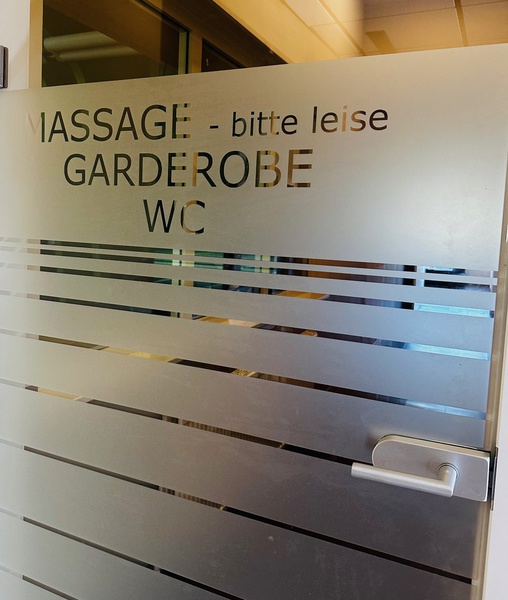 MASSAGE - bitte leise
GARDEROBE
WC